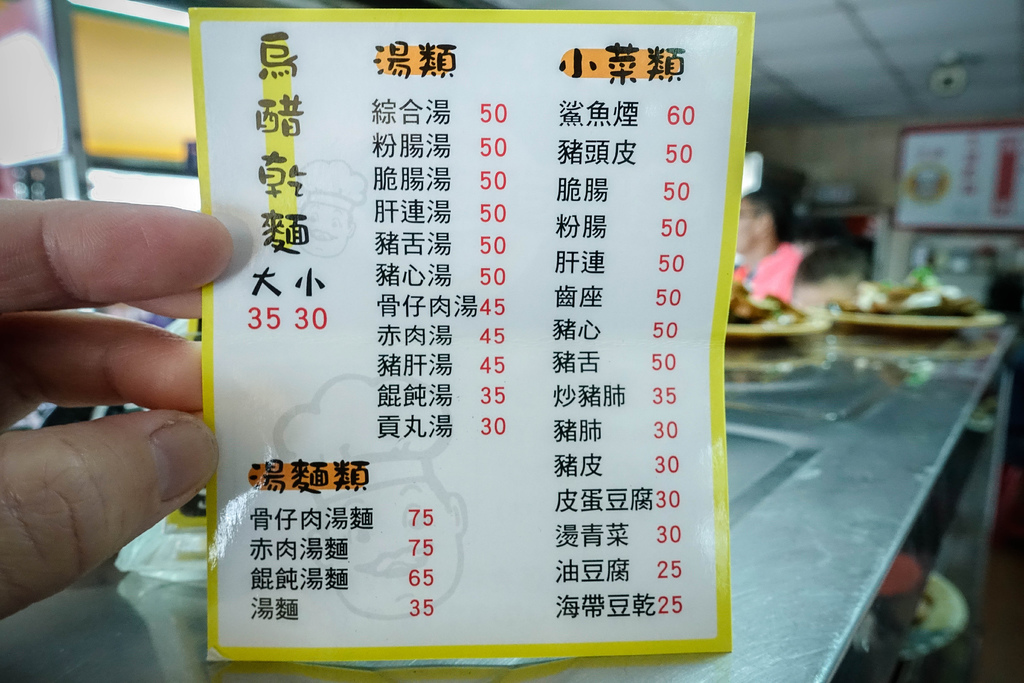 烏醋乾麵
大 小
35 30
湯類
綜合湯 50
粉腸湯 50
脆腸湯 50
肝連湯 50
豬舌湯 50
豬心湯 50
骨仔肉湯 45
赤肉湯 45
豬肝湯 45
餛飩湯 35
貢丸湯 30
湯麵類
骨仔肉湯麵 75
赤肉湯麵 75
餛飩湯麵 65
湯麵 35
小菜類
鯊魚煙 60
豬頭皮 50
脆腸 50
粉腸 50
肝連 50
齒座 50
豬心 50
豬舌 50
炒豬肺 35
豬肺 30
豬皮 30
皮蛋豆腐 30
燙青菜 30
油豆腐 25
海帶豆乾 25